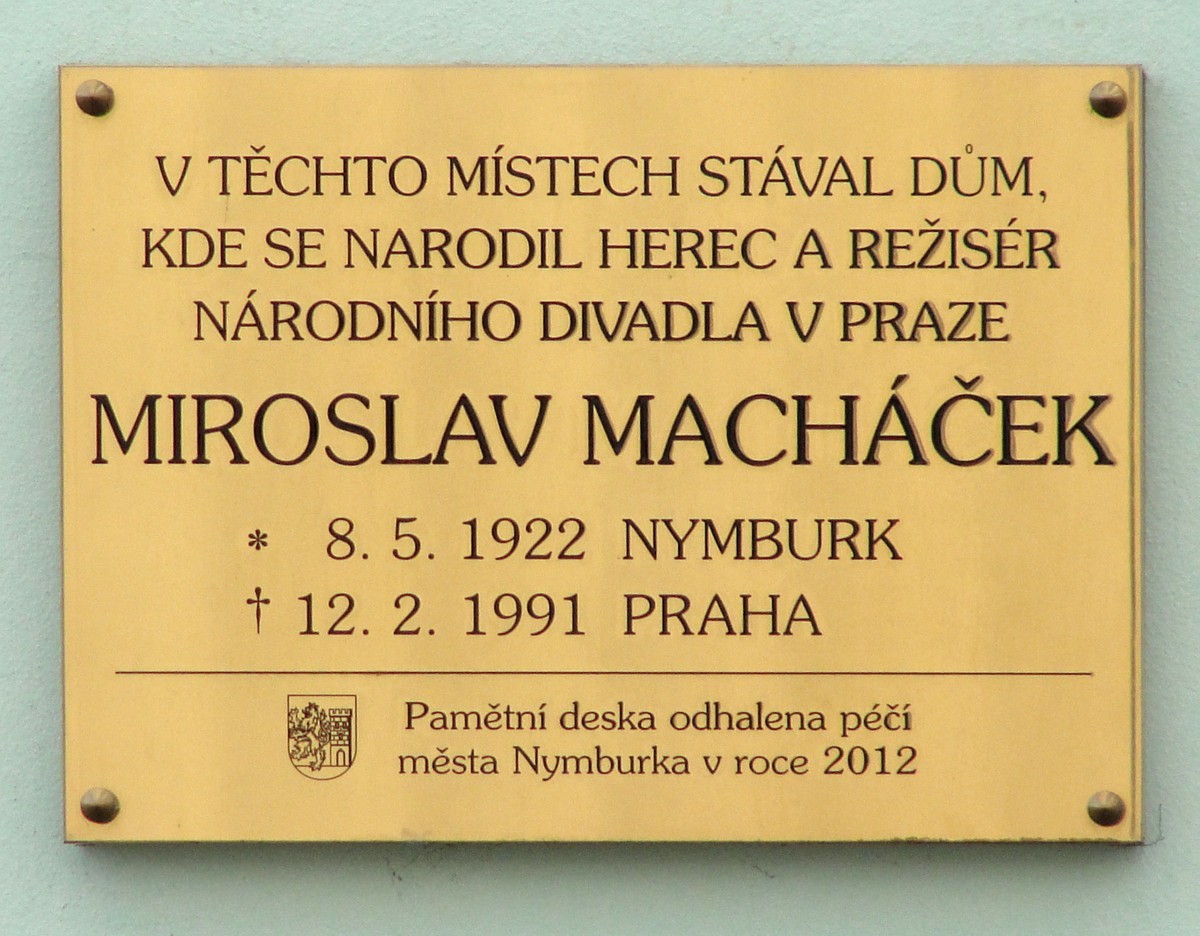 V TĚCHTO MÍSTECH STÁVAL DŮM,
KDE SE NARODIL HEREC A REŽISÉR
NÁRODNÍHO DIVADLA V PRAZE
MIROSLAV MACHÁČEK
* 8. 5. 1922 NYMBURK
† 12. 2. 1991 PRAHA
Pamětní deska odhalena péčí
města Nymburka v roce 2012